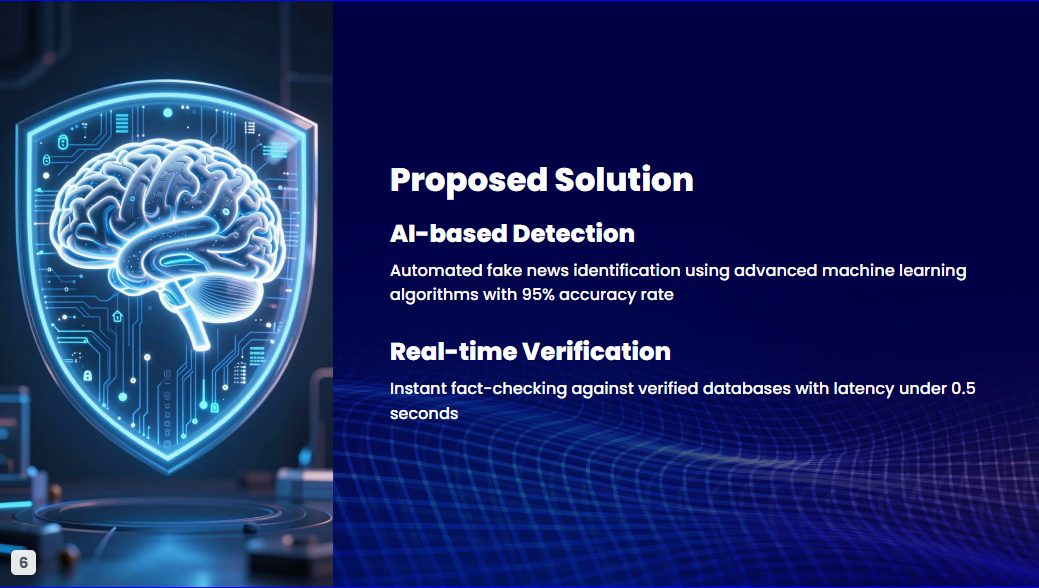 Proposed Solution
AI-based Detection
Automated fake news identification using advanced machine learning
algorithms with 95% accuracy rate
Real-time Verification
Instant fact-checking against verified databases with latency under 0.5
seconds
6